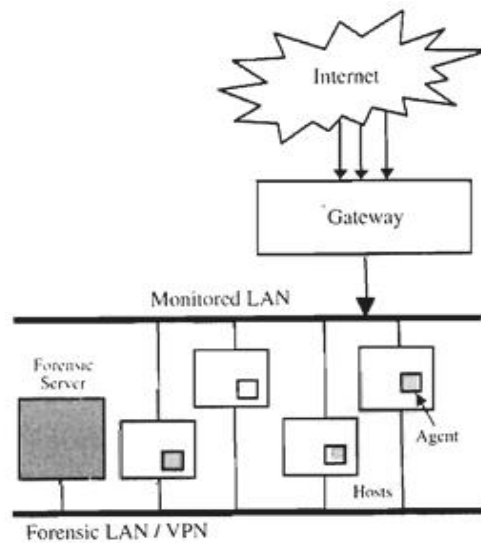 Internet
Gateway
Monitored LAN
Forensic
Server
Agent
Hosts
Forensic LAN / VPN